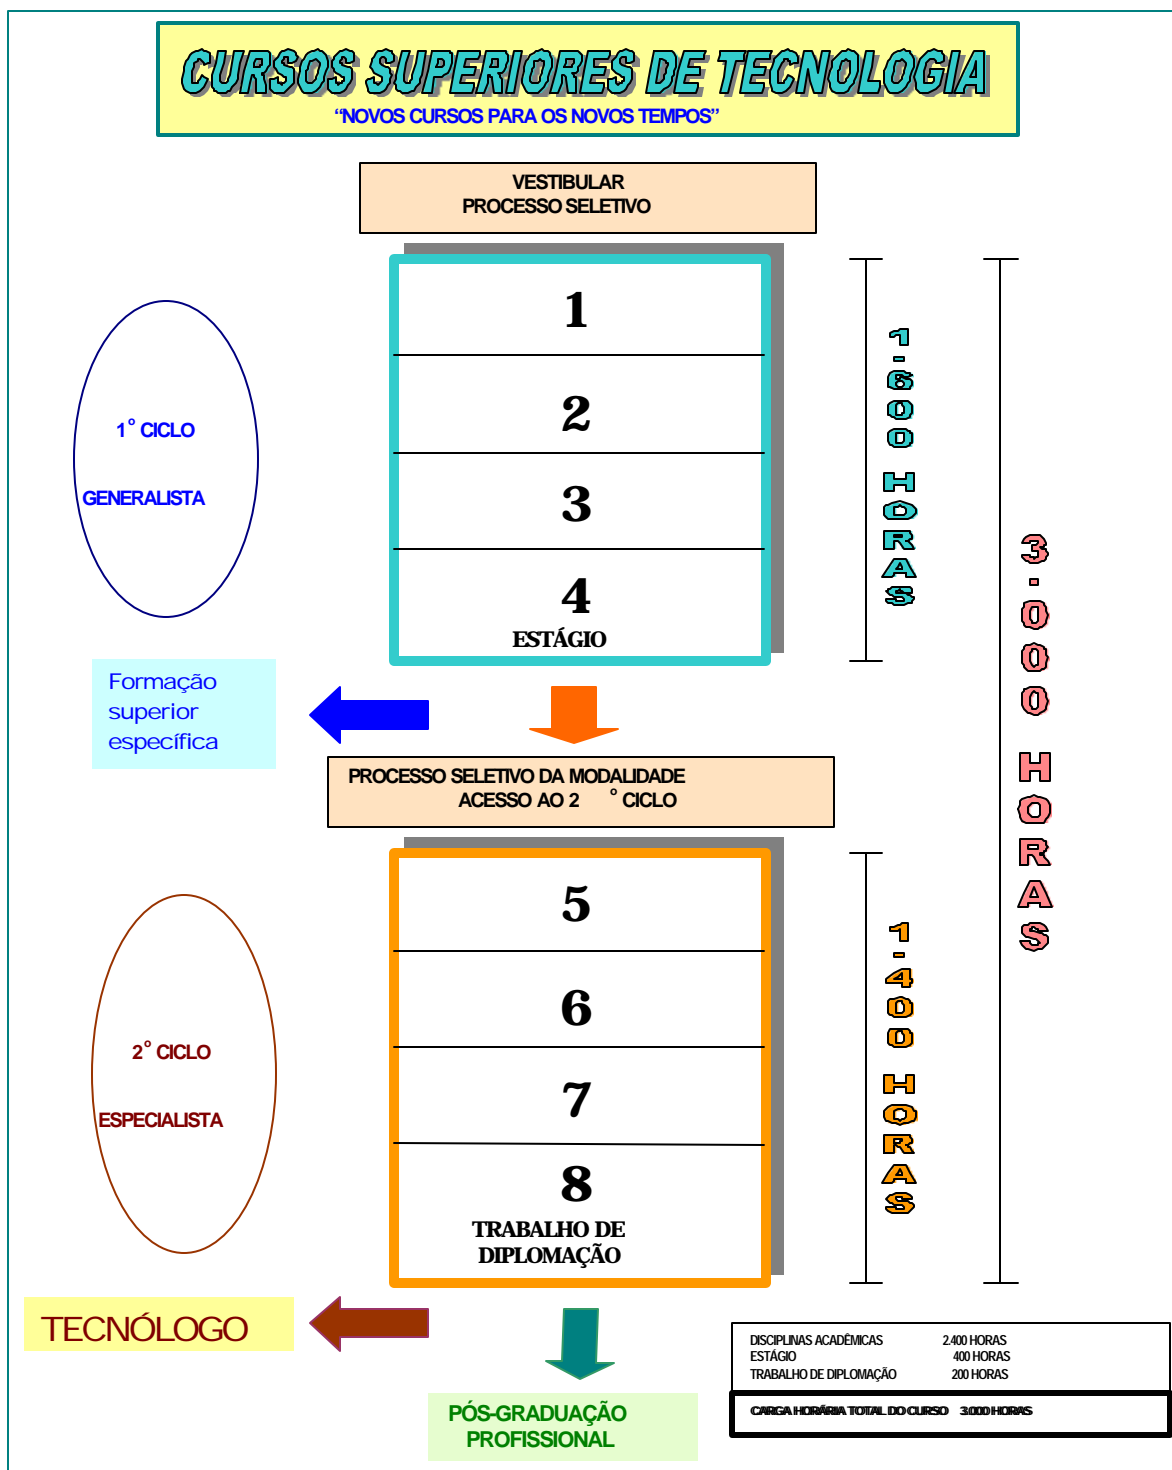 CURSOS SUPERIORES DE TECNOLOGIA
“NOVOS CURSOS PARA OS NOVOS TEMPOS”
VESTIBULAR
PROCESSO SELETIVO
1º CICLO
GENERALISTA
1
2
3
4
ESTÁGIO
1.600 HORAS
3.000 HORAS
Formação
superior
específica
PROCESSO SELETIVO DA MODALIDADE
ACESSO AO 2 º CICLO
2º CICLO
ESPECIALISTA
5
6
7
8
TRABALHO DE
DIPLOMAÇÃO
1.400 HORAS
TECNÓLOGO
PÓS-GRADUAÇÃO
PROFISSIONAL
DISCIPLINAS ACADÊMICAS 2.400 HORAS
ESTÁGIO 400 HORAS
TRABALHO DE DIPLOMAÇÃO 200 HORAS
CARGA HORÁRIA TOTAL DO CURSO 3.000 HORAS